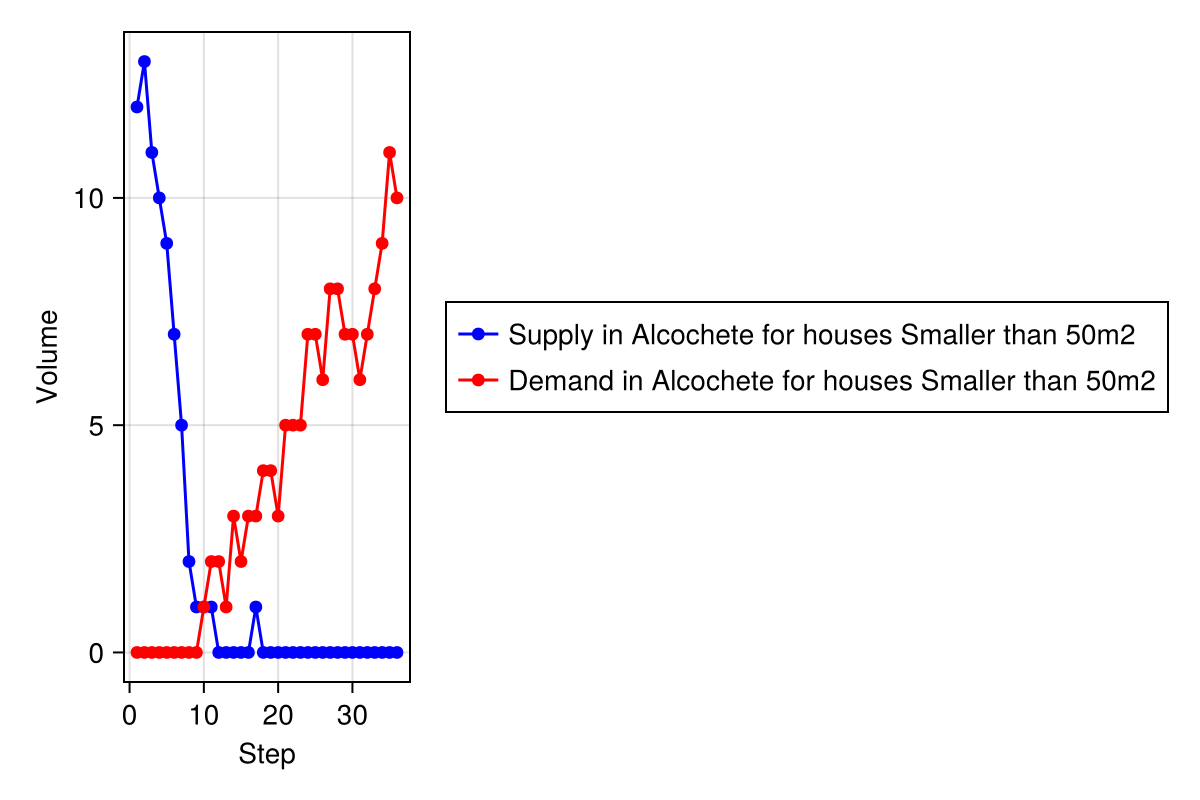 10
5
0
Volume
0 10 20 30
Step
Supply in Alcochete for houses Smaller than 50m2
Demand in Alcochete for houses Smaller than 50m2